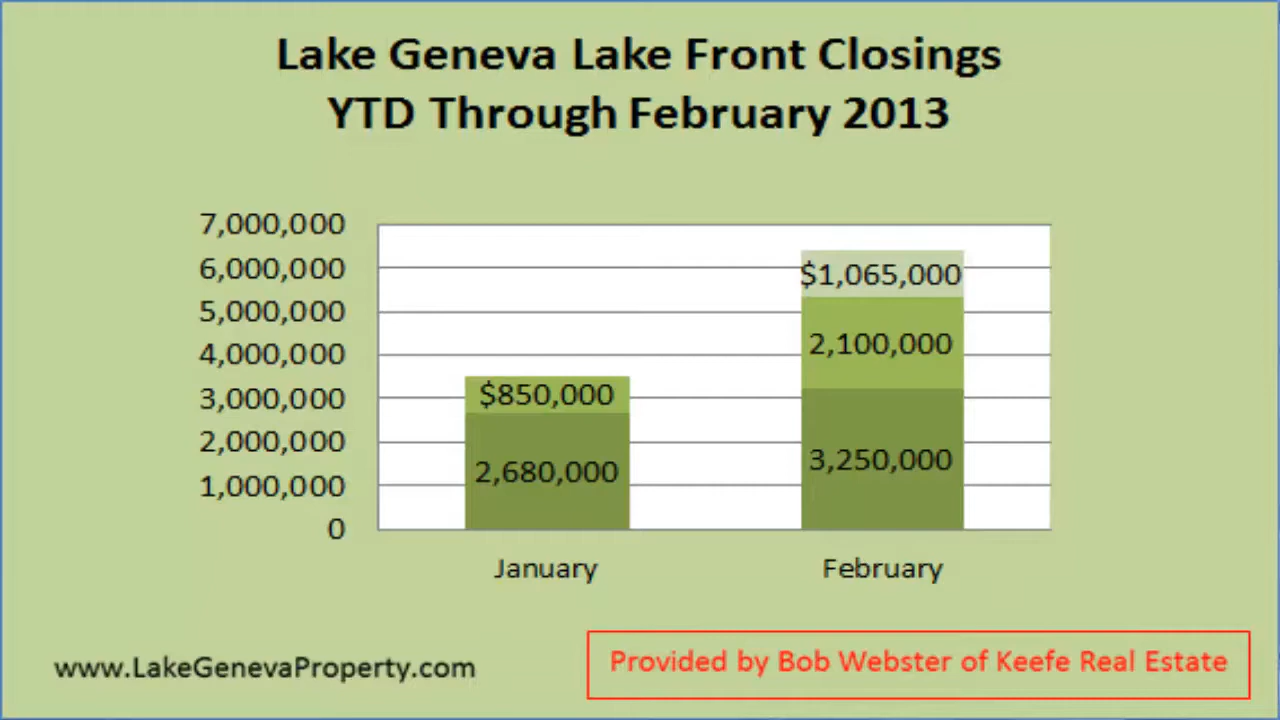 Lake Geneva Lake Front Closings
YTD Through February 2013
7,000,000
6,000,000
5,000,000
4,000,000
3,000,000
2,000,000
1,000,000
0
$850,000
2,680,000
$1,065,000
2,100,000
3,250,000
January
February
www.LakeGenevaProperty.com
Provided by Bob Webster of Keefe Real Estate